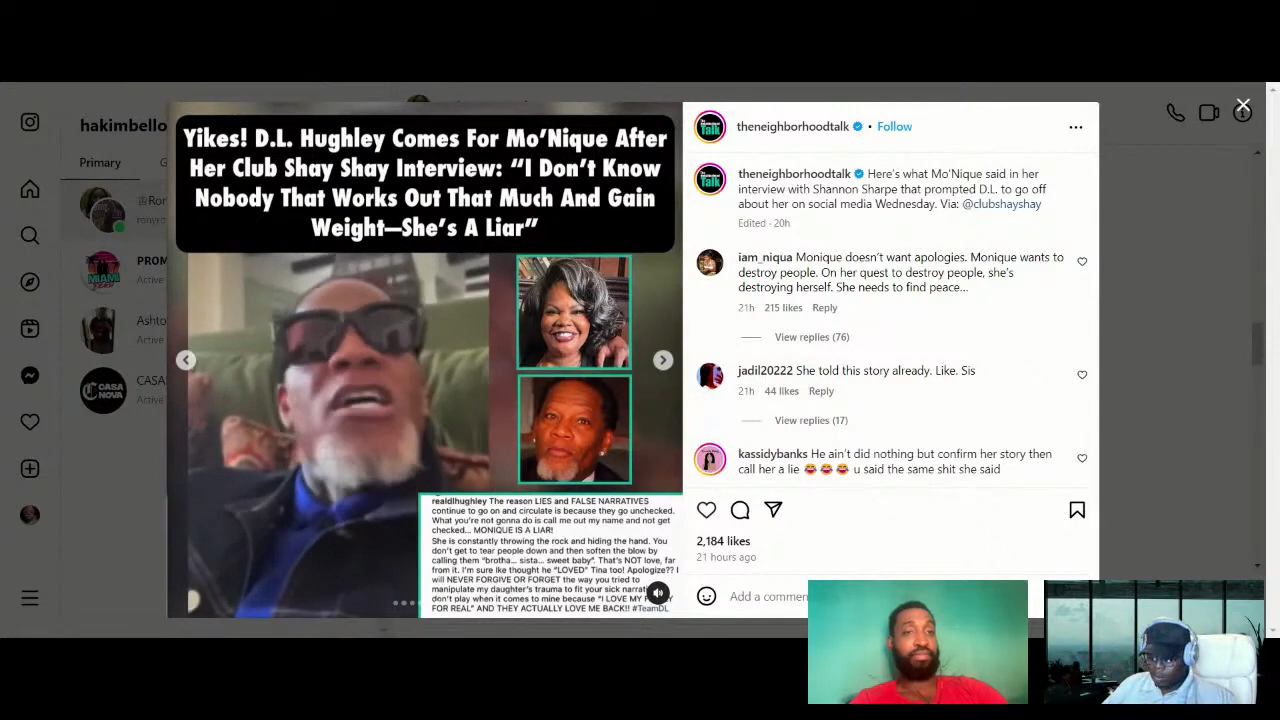 hakimbello
Primary
PROM
Ashto
Active
CASA
Active
CASA
NOVA
MIAMI
Yikes! D.L. Hughley Comes For Mo'Nique After
Her Club Shay Shay Interview: “I Don't Know
Nobody That Works Out That Much And Gain
Weight—She's A Liar”
realdlhughley The reason LIES and FALSE NARRATIVES
continue to go on and circulate is because they go unchecked.
What you're not gonna do is call me out my name and not get
checked... MONIQUE IS A LIAR!
She is constantly throwing the rock and hiding the hand. You
don't get to tear people down and then soften the blow by
calling them "brotha... sista... sweet baby". That's NOT love, far
from it. I'm sure Ike thought he "LOVED" Tina too! Apologize??
will NEVER FORGIVE OR FORGET the way you tried to
manipulate my daughter's trauma to fit your sick narrati
don't play when it comes to mine because "I LOVE MY
FOR REAL" AND THEY ACTUALLY LOVE ME BACK!! #TeamDL
theneighborhoodtalk • Follow
theneighborhoodtalk Here's what Mo'Nique said in her
interview with Shannon Sharpe that prompted D.L. to go off
about her on social media Wednesday. Via: @clubshayshay
Edited · 20h
iam_niqua Monique doesn't want apologies. Monique wants to
destroy people. On her quest to destroy people, she's
destroying herself. She needs to find peace...
21h 215 likes Reply
View replies (76)
jadil20222 She told this story already. Like. Sis
21h 44 likes Reply
View replies (17)
kassidybanks He ain't did nothing but confirm her story then
call her a lie 😂 😂 😂 u said the same shit she said
2,184 likes
21 hours ago
Add a commen